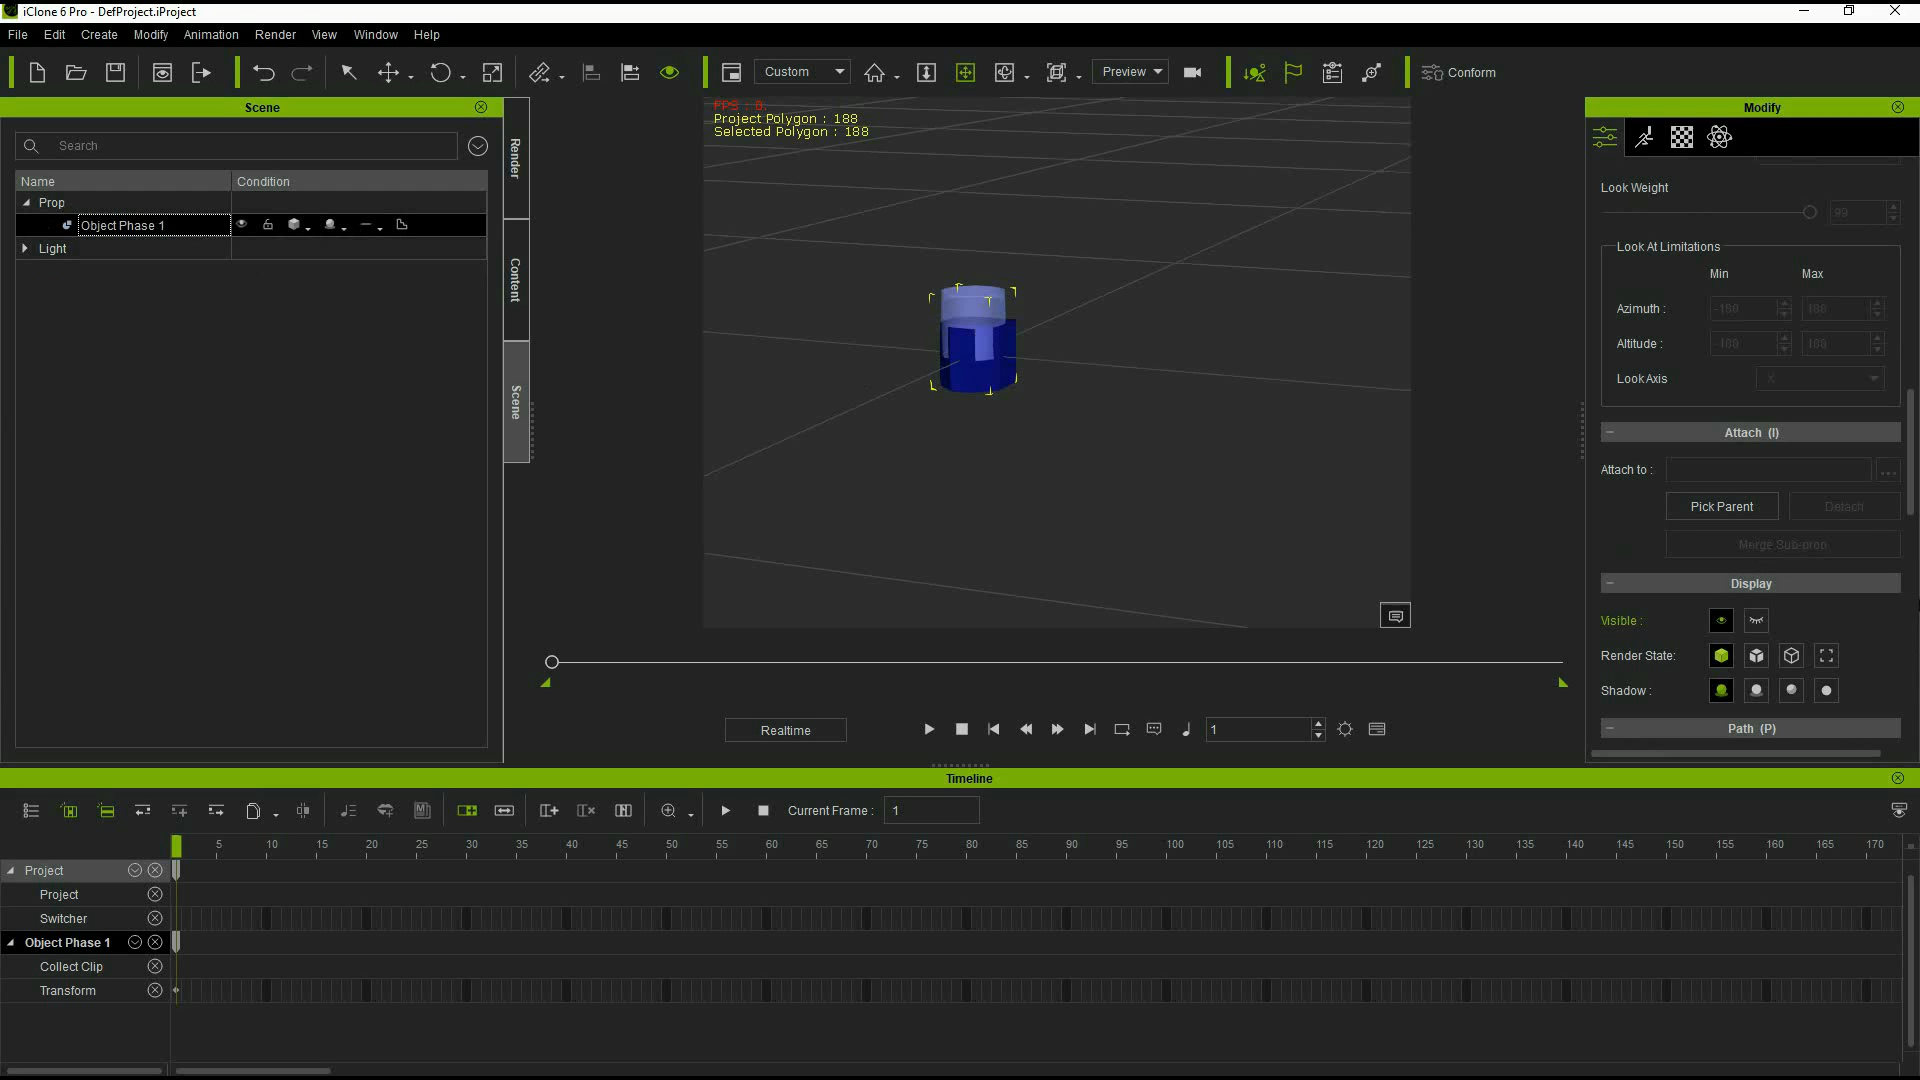 iClone 6 Pro - DefProject.iProject
File Edit Create Modify Animation Render View Window Help
Custom Preview Conform
Scene
Search
Name Condition
Prop
Object Phase 1
Light
Render
Content
Scene
Project Polygon : 188
Selected Polygon : 188
Realtime
1
Modify
Look Weight
99
Look At Limitations
Min Max
Azimuth : -180 180
Altitude : -180 180
Look Axis X
Attach (I)
Attach to : ...
Pick Parent Detach
Merge Sub-prop
Display
Visible :
Render State:
Shadow :
Path (P)
Timeline
Current Frame : 1
5 10 15 20 25 30 35 40 45 50 55 60 65 70 75 80 85 90 95 100 105 110 115 120 125 130 135 140 145 150 155 160 165 170
Project
Project
Switcher
Object Phase 1
Collect Clip
Transform